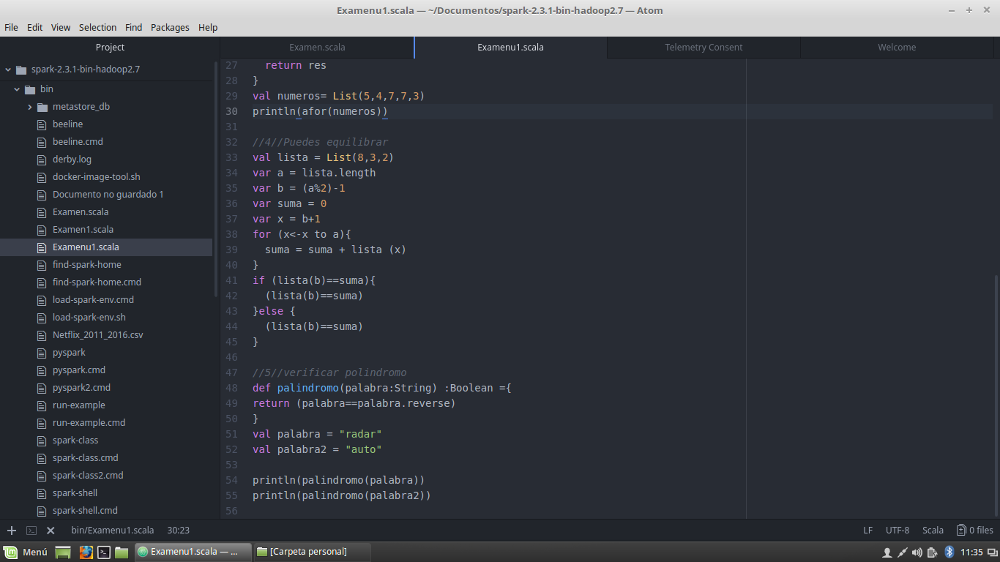 Examenu1.scala — ~/Documentos/spark-2.3.1-bin-hadoop2.7 — Atom
File Edit View Selection Find Packages Help
Project
Examen.scala
Examenu1.scala
Telemetry Consent
Welcome
spark-2.3.1-bin-hadoop2.7
bin
metastore_db
beeline
beeline.cmd
derby.log
docker-image-tool.sh
Documento no guardado 1
Examen.scala
Examen1.scala
Examenu1.scala
find-spark-home
find-spark-home.cmd
load-spark-env.cmd
load-spark-env.sh
Netflix_2011_2016.csv
pyspark
pyspark.cmd
pyspark2.cmd
run-example
run-example.cmd
spark-class
spark-class.cmd
spark-class2.cmd
spark-shell
spark-shell.cmd
27   return res
28 }
29 val numeros= List(5,4,7,7,3)
30 println(afor(numeros))
31
32 //4//Puedes equilibrar
33 val lista = List(8,3,2)
34 var a = lista.length
35 var b = (a%2)-1
36 var suma = 0
37 var x = b+1
38 for (x<-x to a){
39   suma = suma + lista (x)
40 }
41 if (lista(b)==suma){
42   (lista(b)==suma)
43 }else {
44   (lista(b)==suma)
45 }
46
47 //5//verificar polindromo
48 def palindromo(palabra:String) :Boolean ={
49 return (palabra==palabra.reverse)
50 }
51 val palabra = "radar"
52 val palabra2 = "auto"
53
54 println(palindromo(palabra))
55 println(palindromo(palabra2))
56
bin/Examenu1.scala 30:23
LF UTF-8 Scala 0 files
Menú
Examenu1.scala — ...
[Carpeta personal]
11:35